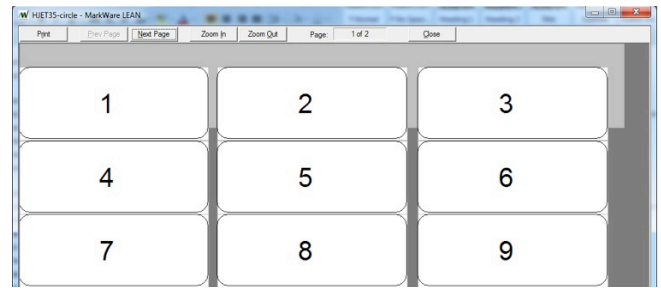 HJET35-circle - MarkWare LEAN
Print Prev Page Next Page Zoom In Zoom Out Page: 1 of 2 Close
1 2 3
4 5 6
7 8 9